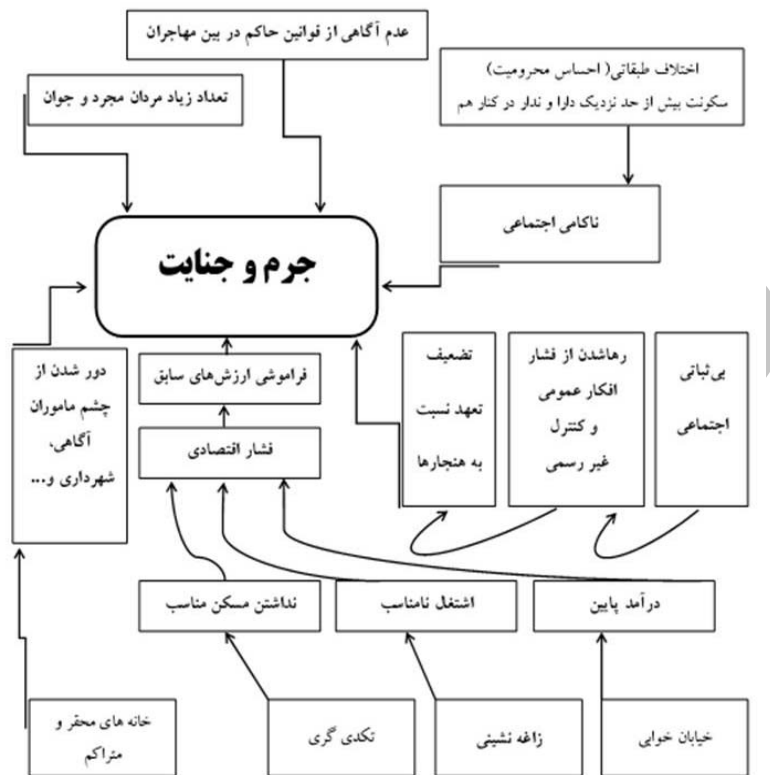 عدم آگاهی از قوانین حاکم در بین مهاجران
اختلاف طبقاتی( احساس محرومیت)
سکونت بیش از حد نزدیک دارا و ندار در کنار هم
تعداد زیاد مردان مجرد و جوان
ناکامی اجتماعی
جرم و جنایت
بی‌ثباتی
اجتماعی
رهاشدن از فشار
افکار عمومی
و کنترل
غیر رسمی
تضعیف
تعهد نسبت
به هنجارها
فراموشی ارزش‌های سابق
فشار اقتصادی
دور شدن از
چشم ماموران
آگاهی،
شهرداری و...
درآمد پایین
اشتغال نامناسب
نداشتن مسکن مناسب
خیابان خوابی
زاغه نشینی
تکدی گری
خانه های محقر و
متراکم